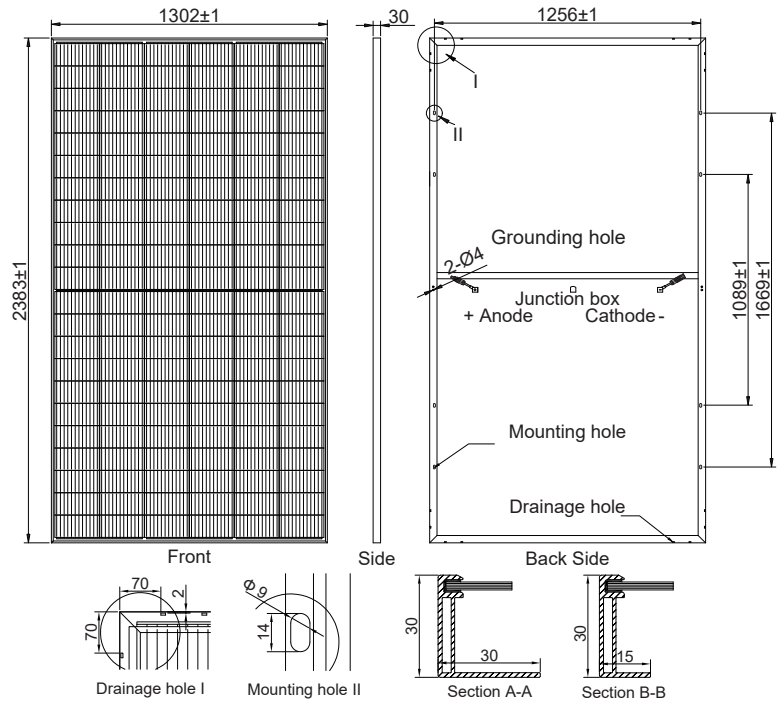 1302±1
30
1256±1
I
II
2383±1
Grounding hole
2-Ø4
Junction box
+ Anode
Cathode -
1089±1
1669±1
Mounting hole
Drainage hole
Front
Side
Back Side
70
2
70
Φ 9
14
30
30
30
15
Drainage hole I
Mounting hole II
Section A-A
Section B-B